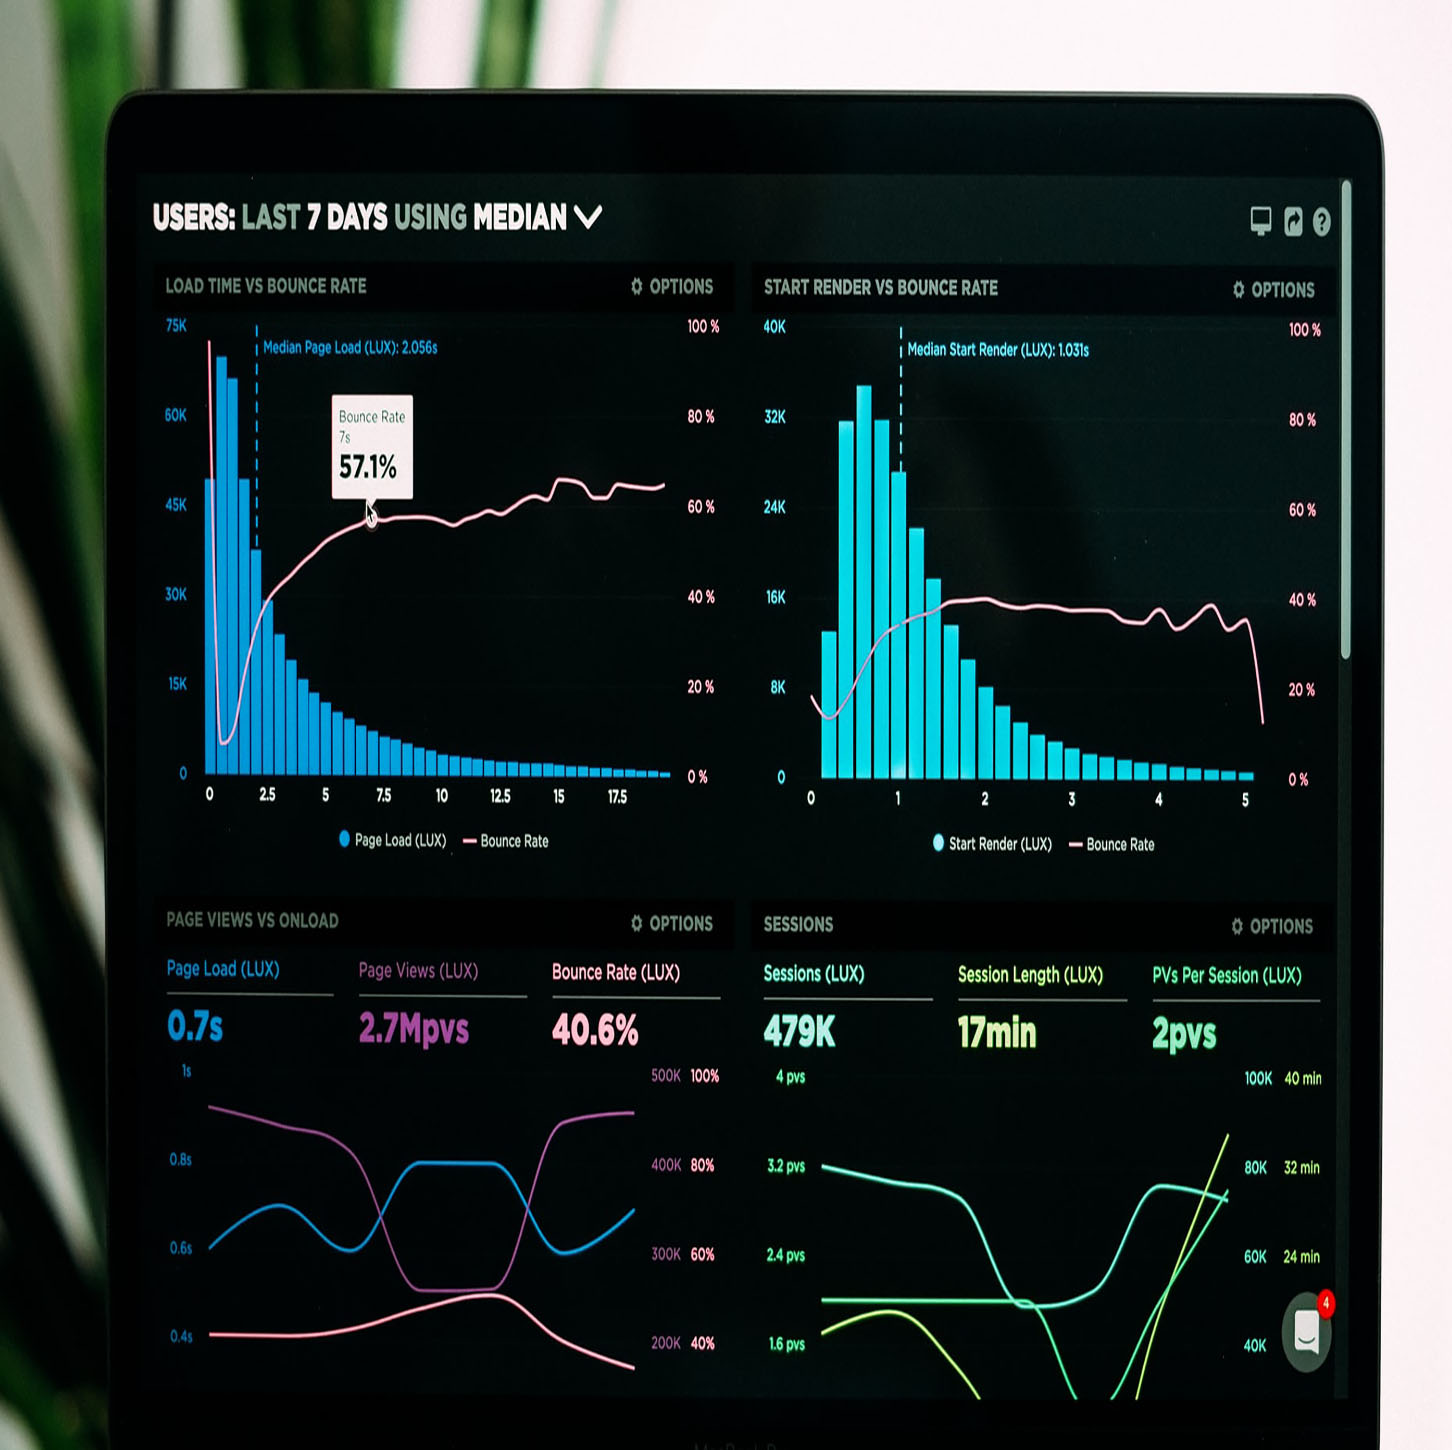 USERS: LAST 7 DAYS USING MEDIAN
LOAD TIME VS BOUNCE RATE
OPTIONS
75K
60K
45K
30K
15K
0
Median Page Load (LUX): 2.056s
Bounce Rate
7s
57.1%
100 %
80 %
60 %
40 %
20 %
0 %
0 2.5 5 7.5 10 12.5 15 17.5
Page Load (LUX) Bounce Rate
START RENDER VS BOUNCE RATE
OPTIONS
40K
32K
24K
16K
8K
0
Median Start Render (LUX): 1.031s
100 %
80 %
60 %
40 %
20 %
0 %
0 1 2 3 4 5
Start Render (LUX) Bounce Rate
PAGE VIEWS VS ONLOAD
OPTIONS
Page Load (LUX) Page Views (LUX) Bounce Rate (LUX)
0.7s 2.7Mpvs 40.6%
1s
0.8s
0.6s
0.4s
500K 100%
400K 80%
300K 60%
200K 40%
SESSIONS
OPTIONS
Sessions (LUX) Session Length (LUX) PVs Per Session (LUX)
479K 17min 2pvs
4 pvs
3.2 pvs
2.4 pvs
1.6 pvs
100K 40 min
80K 32 min
60K 24 min
40K
4